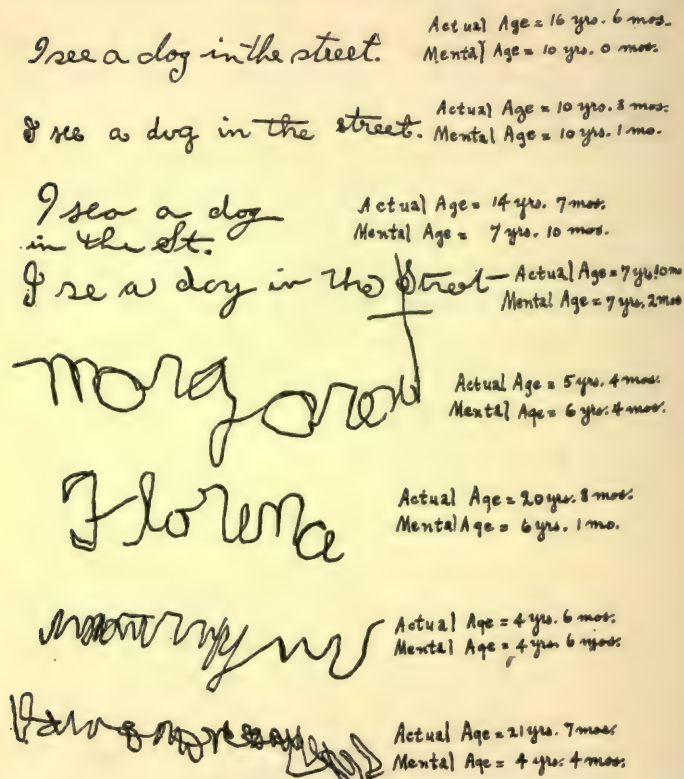 I see a dog in the street.
Actual Age = 16 yrs. 6 mos.
Mental Age = 10 yrs. 0 mos.
I see a dog in the street.
Actual Age = 10 yrs. 8 mos.
Mental Age = 10 yrs. 1 mo.
I sea a dog
in the St.
Actual Age = 14 yrs. 7 mos.
Mental Age = 7 yrs. 10 mos.
I se a dog in the Street
Actual Age = 7 yrs. 10 mo
Mental Age = 7 yrs. 2 mos
Margaret
Actual Age = 5 yrs. 4 mos.
Mental Age = 6 yrs. 4 mos.
Florena
Actual Age = 20 yrs. 8 mos.
Mental Age = 6 yrs. 1 mo.
Actual Age = 4 yrs. 6 mos.
Mental Age = 4 yrs. 6 mos.
Actual Age = 21 yrs. 7 mos.
Mental Age = 4 yrs. 4 mos.